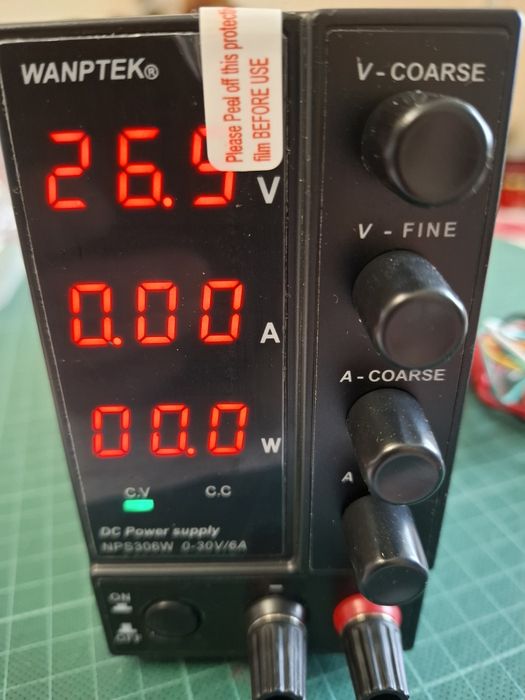 WANPTEK®
Please Peel off this protect
film BEFORE USE
26.5 V
0.00 A
00.0 W
C.V C.C
DC Power supply
NPS306W 0-30V/6A
ON
OFF
V - COARSE
V - FINE
A - COARSE
A
-